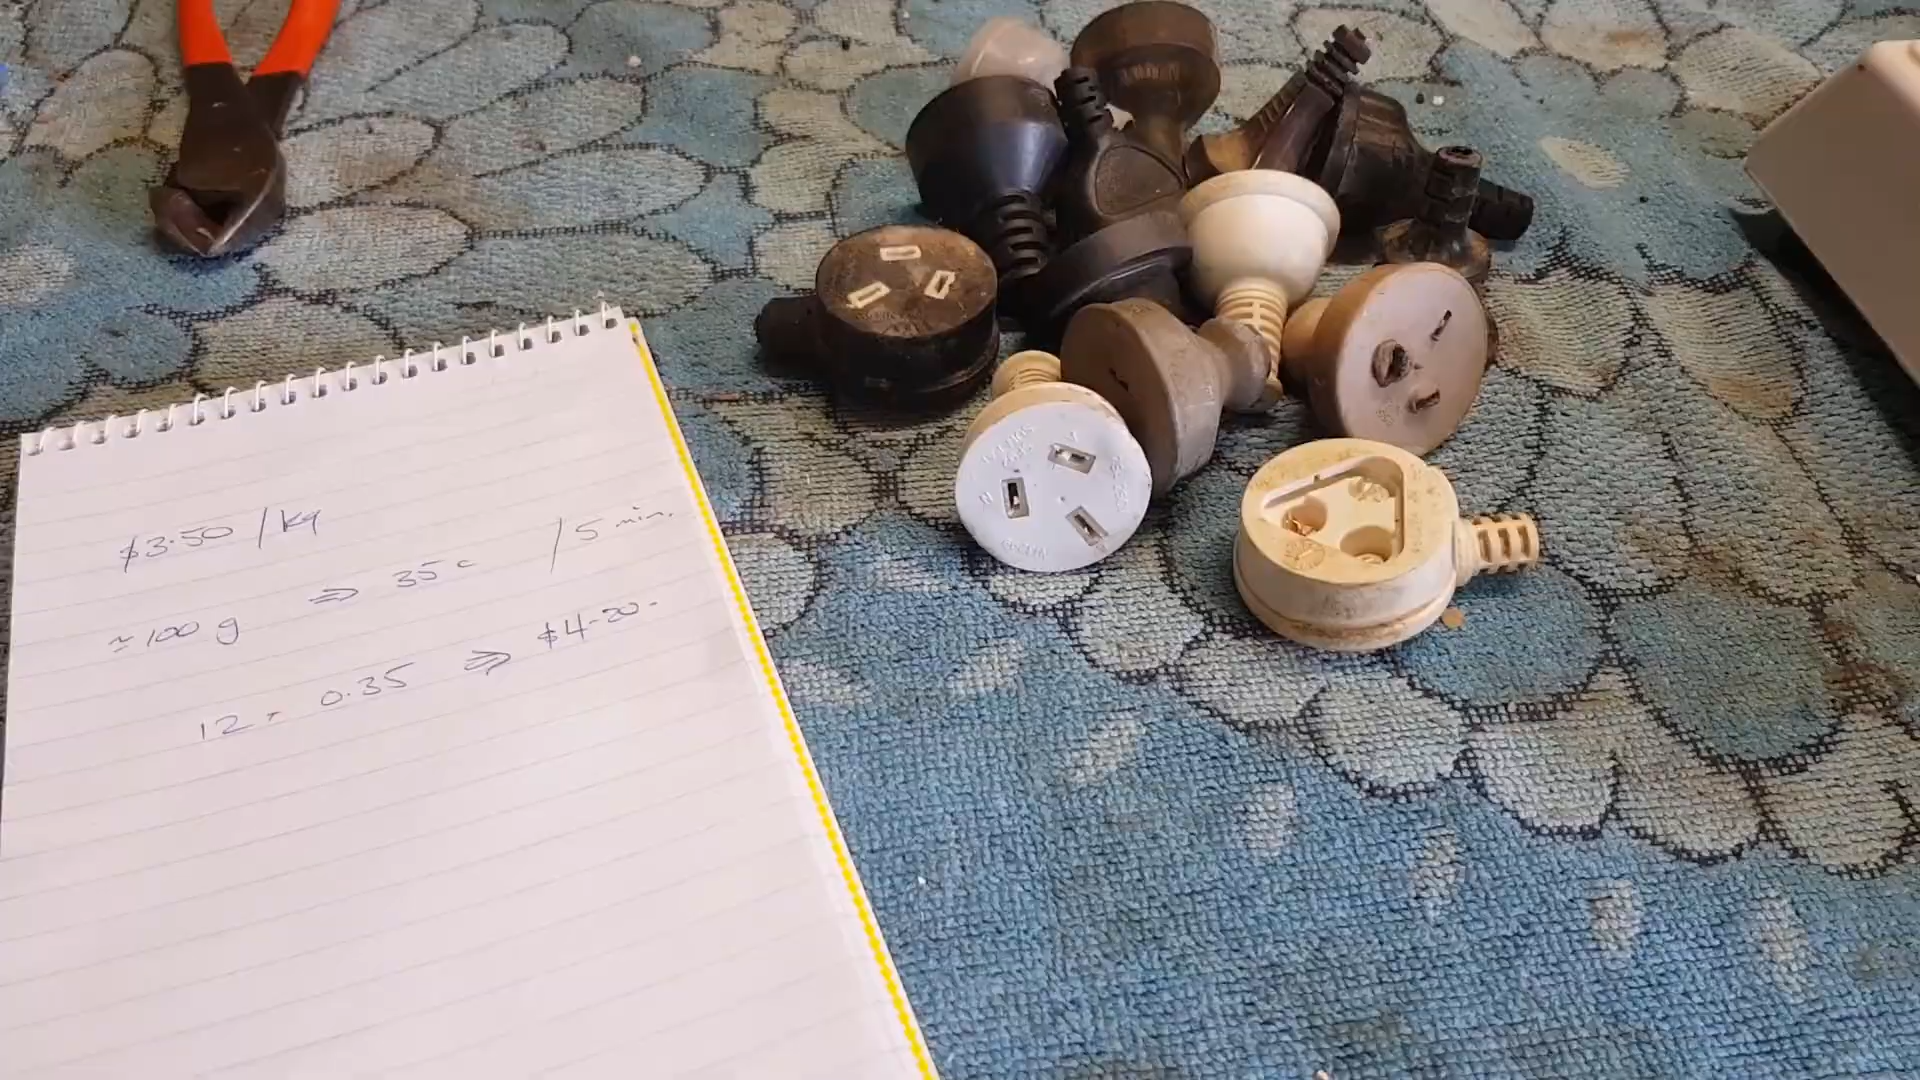 $3.50 / kg
≈ 100 g ⇒ 35c / 5 min.
12 × 0.35 ⇒ $4.20